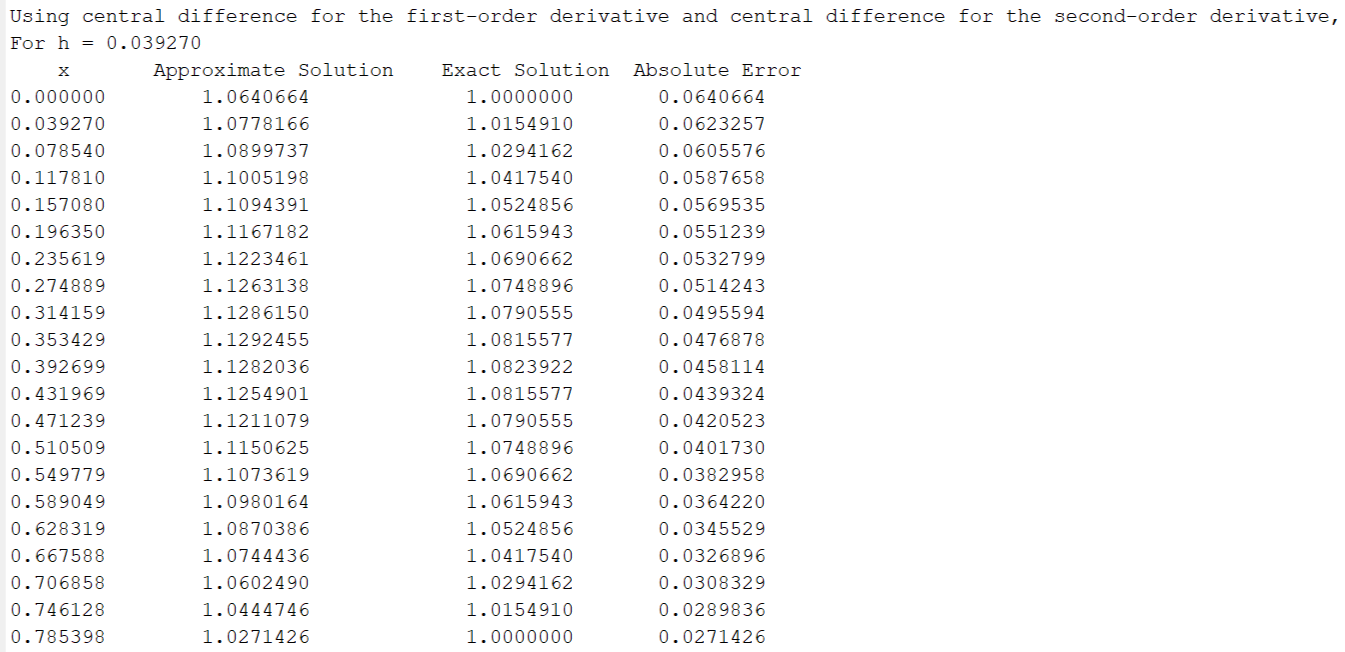 Using central difference for the first-order derivative and central difference for the second-order derivative,
For h = 0.039270
x Approximate Solution Exact Solution Absolute Error
0.000000 1.0640664 1.0000000 0.0640664
0.039270 1.0778166 1.0154910 0.0623257
0.078540 1.0899737 1.0294162 0.0605576
0.117810 1.1005198 1.0417540 0.0587658
0.157080 1.1094391 1.0524856 0.0569535
0.196350 1.1167182 1.0615943 0.0551239
0.235619 1.1223461 1.0690662 0.0532799
0.274889 1.1263138 1.0748896 0.0514243
0.314159 1.1286150 1.0790555 0.0495594
0.353429 1.1292455 1.0815577 0.0476878
0.392699 1.1282036 1.0823922 0.0458114
0.431969 1.1254901 1.0815577 0.0439324
0.471239 1.1211079 1.0790555 0.0420523
0.510509 1.1150625 1.0748896 0.0401730
0.549779 1.1073619 1.0690662 0.0382958
0.589049 1.0980164 1.0615943 0.0364220
0.628319 1.0870386 1.0524856 0.0345529
0.667588 1.0744436 1.0417540 0.0326896
0.706858 1.0602490 1.0294162 0.0308329
0.746128 1.0444746 1.0154910 0.0289836
0.785398 1.0271426 1.0000000 0.0271426